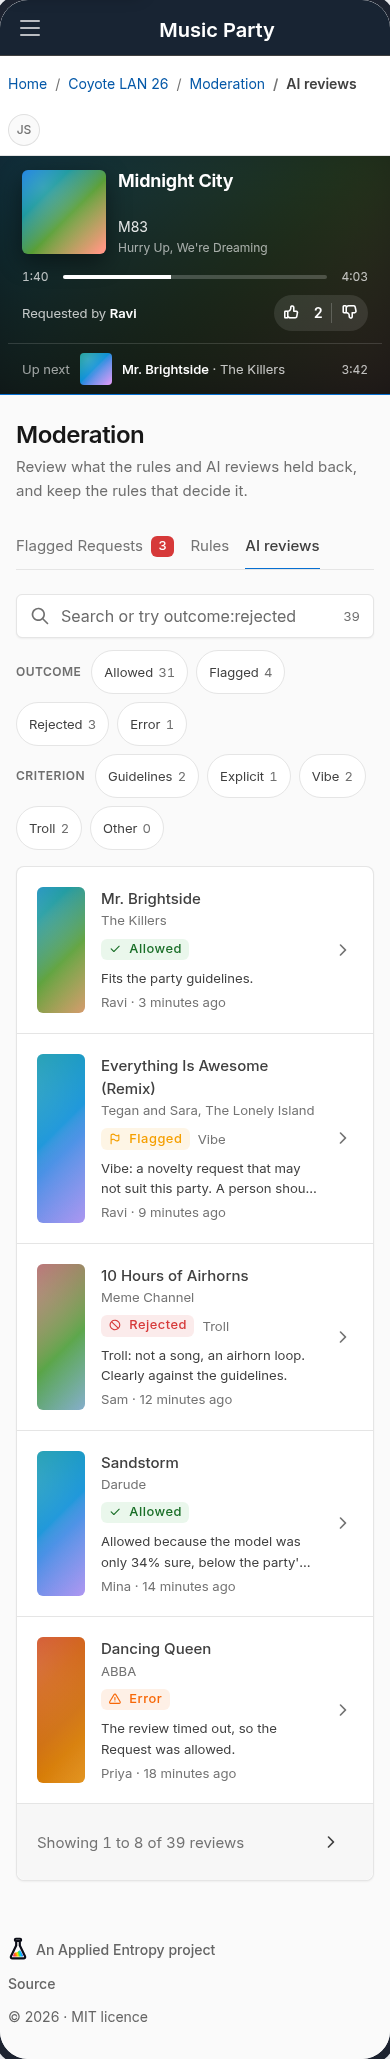 Music Party
Home / Coyote LAN 26 / Moderation / AI reviews
JS
Midnight City
M83
Hurry Up, We're Dreaming
1:40 4:03
Requested by Ravi 2
Up next Mr. Brightside · The Killers 3:42
Moderation
Review what the rules and AI reviews held back,
and keep the rules that decide it.
Flagged Requests 3 Rules AI reviews
Search or try outcome:rejected 39
OUTCOME Allowed 31 Flagged 4
Rejected 3 Error 1
CRITERION Guidelines 2 Explicit 1 Vibe 2
Troll 2 Other 0
Mr. Brightside
The Killers
Allowed
Fits the party guidelines.
Ravi · 3 minutes ago
Everything Is Awesome
(Remix)
Tegan and Sara, The Lonely Island
Flagged Vibe
Vibe: a novelty request that may
not suit this party. A person shou...
Ravi · 9 minutes ago
10 Hours of Airhorns
Meme Channel
Rejected Troll
Troll: not a song, an airhorn loop.
Clearly against the guidelines.
Sam · 12 minutes ago
Sandstorm
Darude
Allowed
Allowed because the model was
only 34% sure, below the party'...
Mina · 14 minutes ago
Dancing Queen
ABBA
Error
The review timed out, so the
Request was allowed.
Priya · 18 minutes ago
Showing 1 to 8 of 39 reviews
An Applied Entropy project
Source
© 2026 · MIT licence